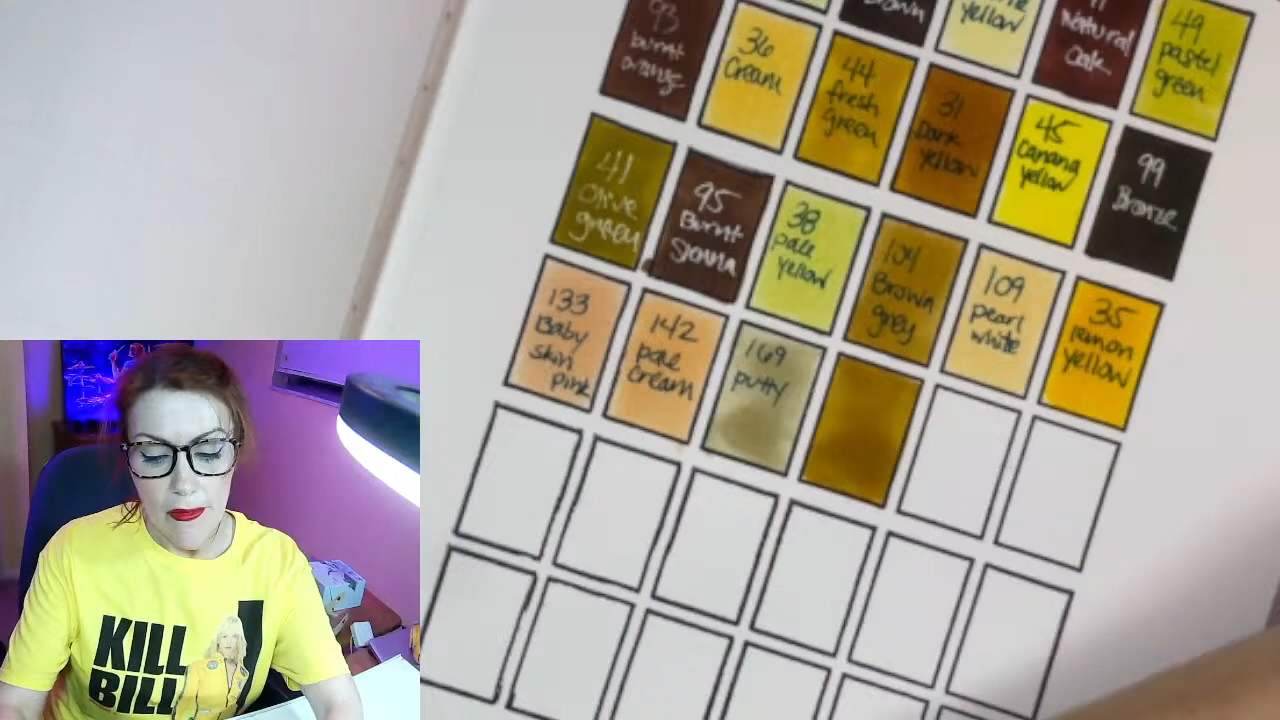 93
burnt
orange
36
Cream
44
fresh
green
31
Dark
yellow
yellow
45
Canana
yellow
Natural
Oak
49
pastel
green
41
Olive
green
95
Burnt
Sienna
38
pale
yellow
104
Brown
grey
109
pearl
white
99
Bronze
35
lemon
yellow
133
Baby
skin
pink
142
pale
Cream
169
putty
KILL
BILL